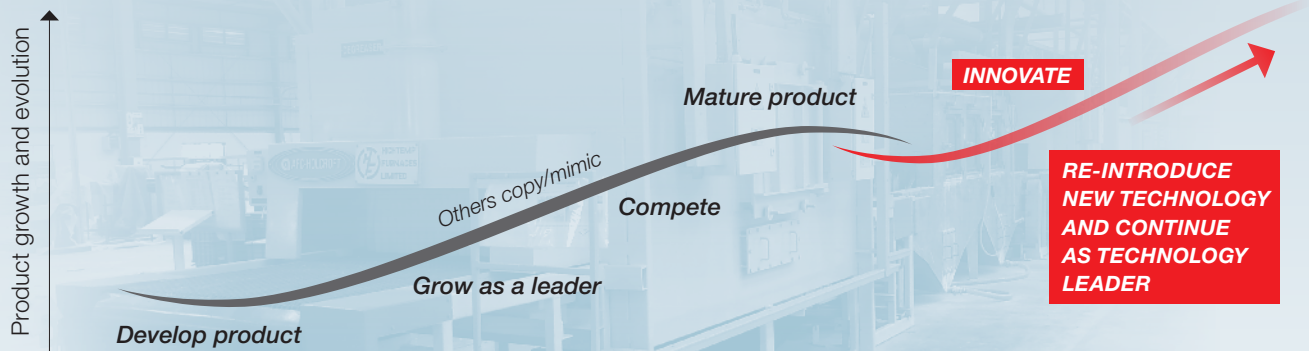 Product growth and evolution
Develop product
Grow as a leader
Others copy/mimic
Compete
Mature product
INNOVATE
RE-INTRODUCE
NEW TECHNOLOGY
AND CONTINUE
AS TECHNOLOGY
LEADER